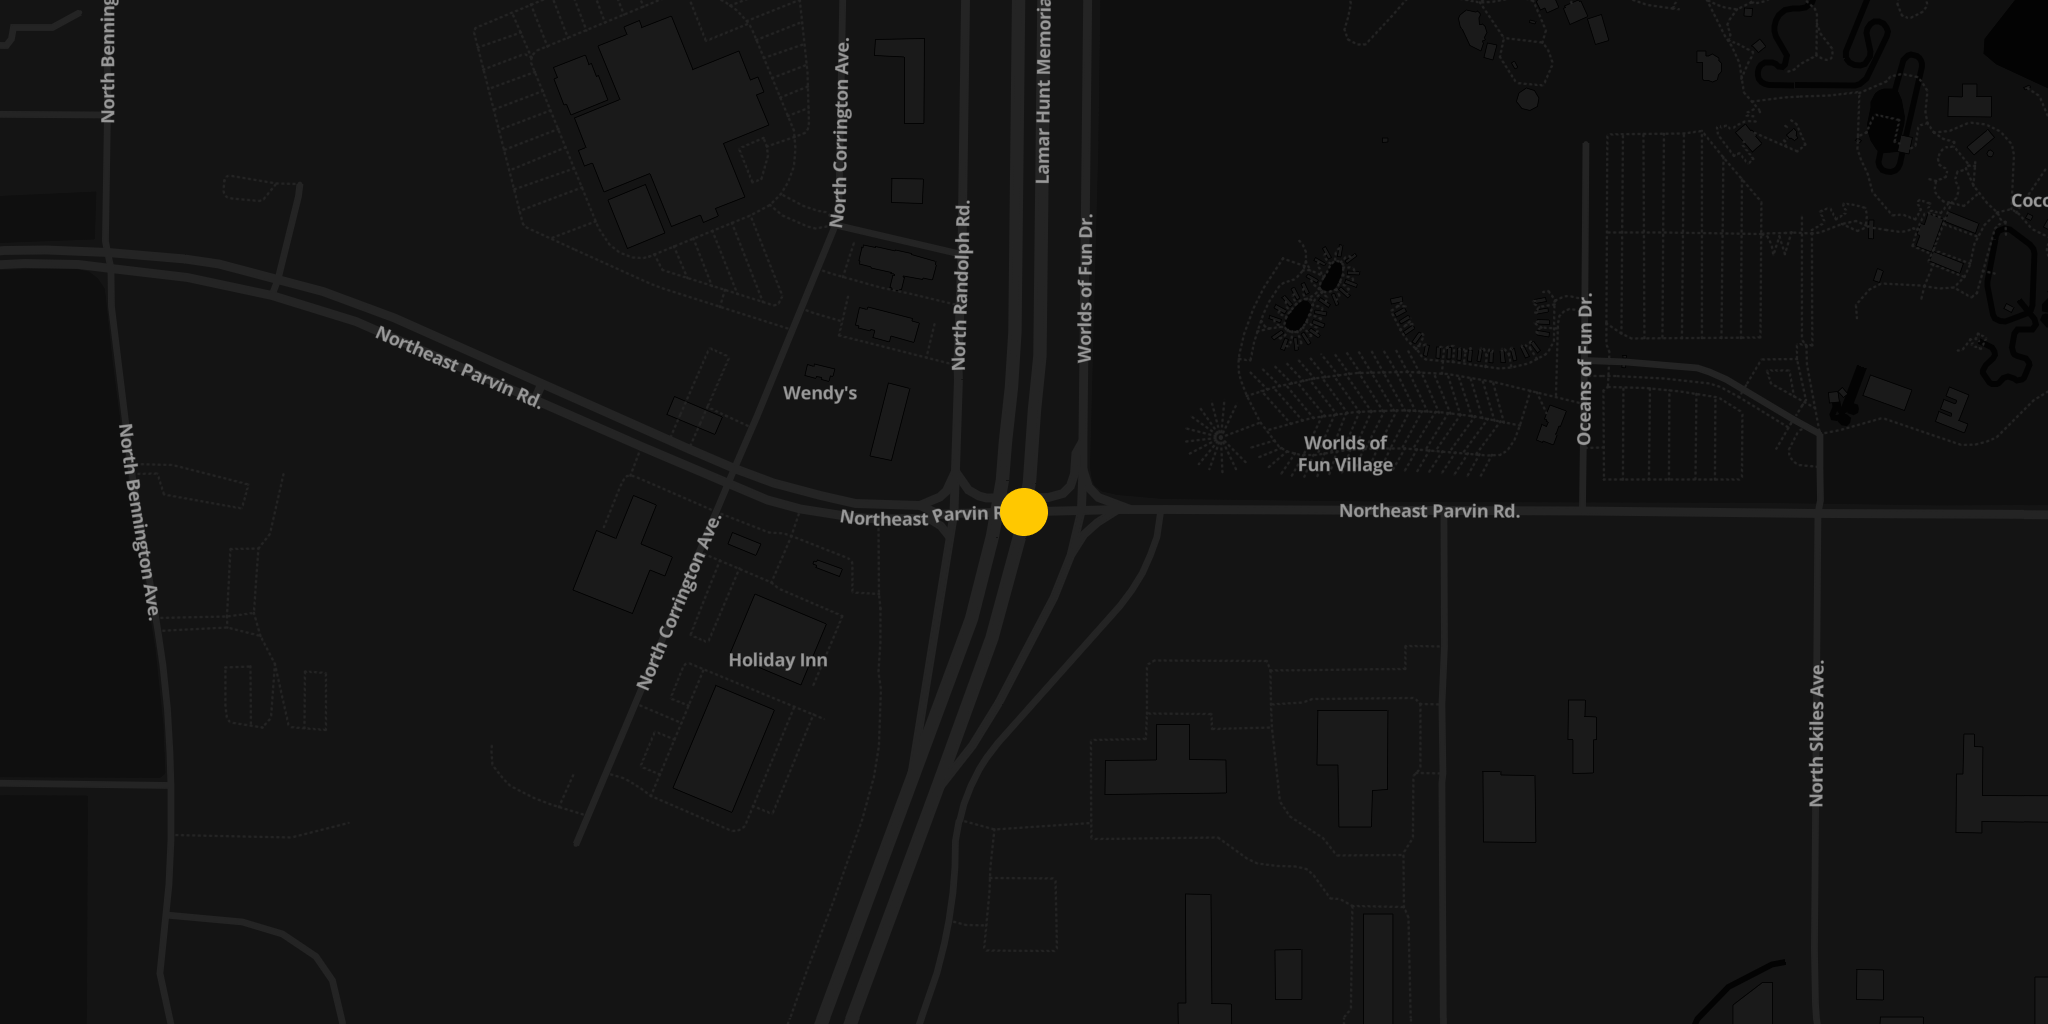 North Benning
Lamar Hunt Memoria
North Corrington Ave.
North Randolph Rd.
Worlds of Fun Dr.
Coco
Oceans of Fun Dr.
Northeast Parvin Rd.
Wendy's
Worlds of
Fun Village
North Bennington Ave.
Northeast Parvin R
Northeast Parvin Rd.
North Corrington Ave.
Holiday Inn
North Skiles Ave.